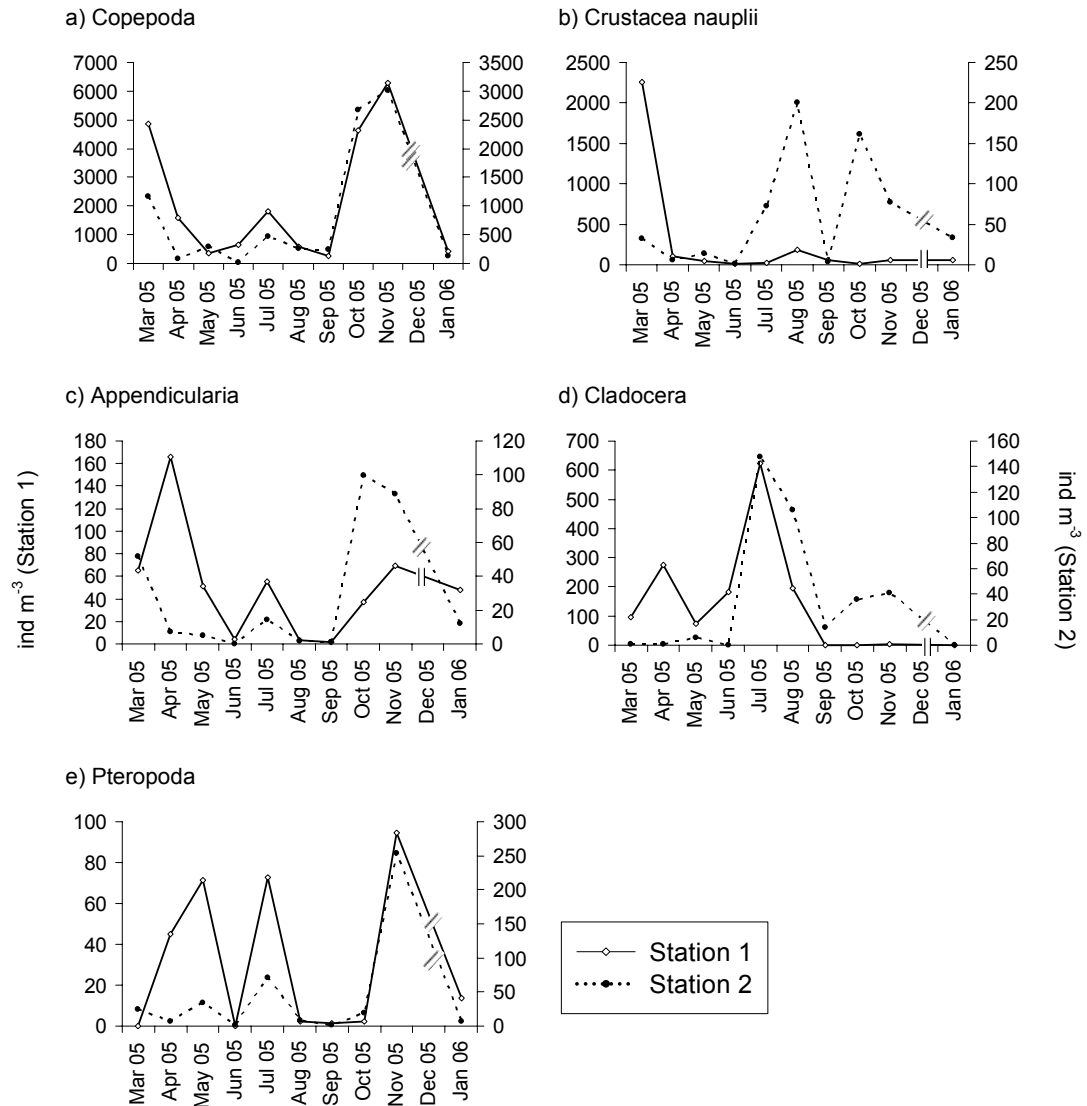 a) Copepoda
7000
6000
5000
4000
3000
2000
1000
0
3500
3000
2500
2000
1500
1000
500
0
Mar 05
Apr 05
May 05
Jun 05
Jul 05
Aug 05
Sep 05
Oct 05
Nov 05
Dec 05
Jan 06
b) Crustacea nauplii
2500
2000
1500
1000
500
0
250
200
150
100
50
0
Mar 05
Apr 05
May 05
Jun 05
Jul 05
Aug 05
Sep 05
Oct 05
Nov 05
Dec 05
Jan 06
c) Appendicularia
ind m⁻³ (Station 1)
180
160
140
120
100
80
60
40
20
0
120
100
80
60
40
20
0
Mar 05
Apr 05
May 05
Jun 05
Jul 05
Aug 05
Sep 05
Oct 05
Nov 05
Dec 05
Jan 06
d) Cladocera
700
600
500
400
300
200
100
0
160
140
120
100
80
60
40
20
0
ind m⁻³ (Station 2)
Mar 05
Apr 05
May 05
Jun 05
Jul 05
Aug 05
Sep 05
Oct 05
Nov 05
Dec 05
Jan 06
e) Pteropoda
100
80
60
40
20
0
300
250
200
150
100
50
0
Mar 05
Apr 05
May 05
Jun 05
Jul 05
Aug 05
Sep 05
Oct 05
Nov 05
Dec 05
Jan 06
Station 1
Station 2